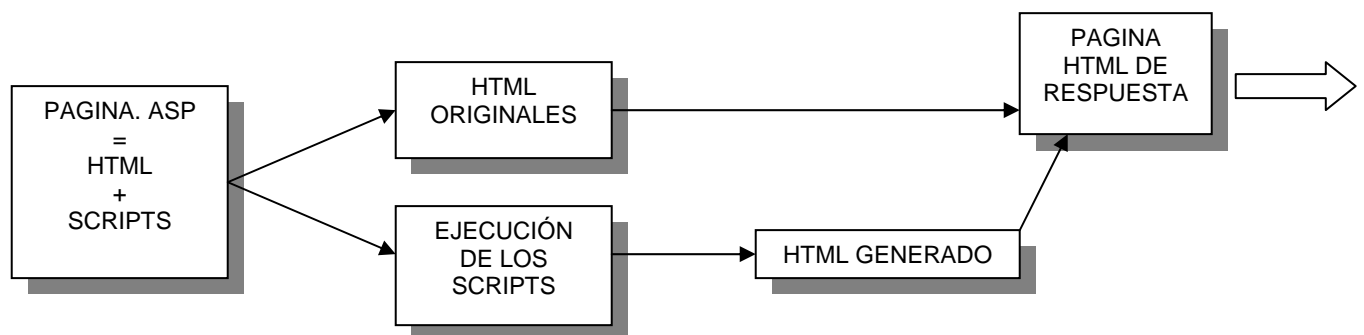 PAGINA. ASP
=
HTML
+
SCRIPTS
HTML
ORIGINALES
EJECUCIÓN
DE LOS
SCRIPTS
HTML GENERADO
PAGINA
HTML DE
RESPUESTA